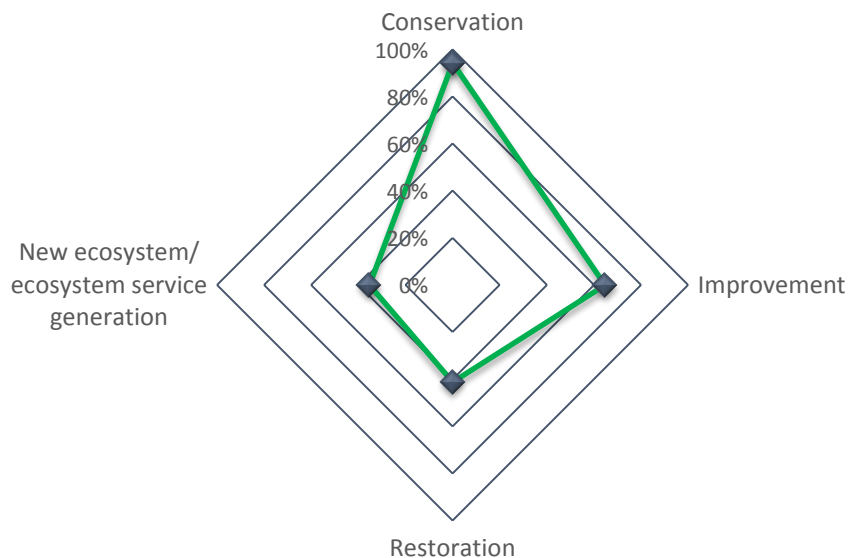 Conservation
100%
80%
60%
40%
20%
0%
New ecosystem/
ecosystem service
generation
Improvement
Restoration